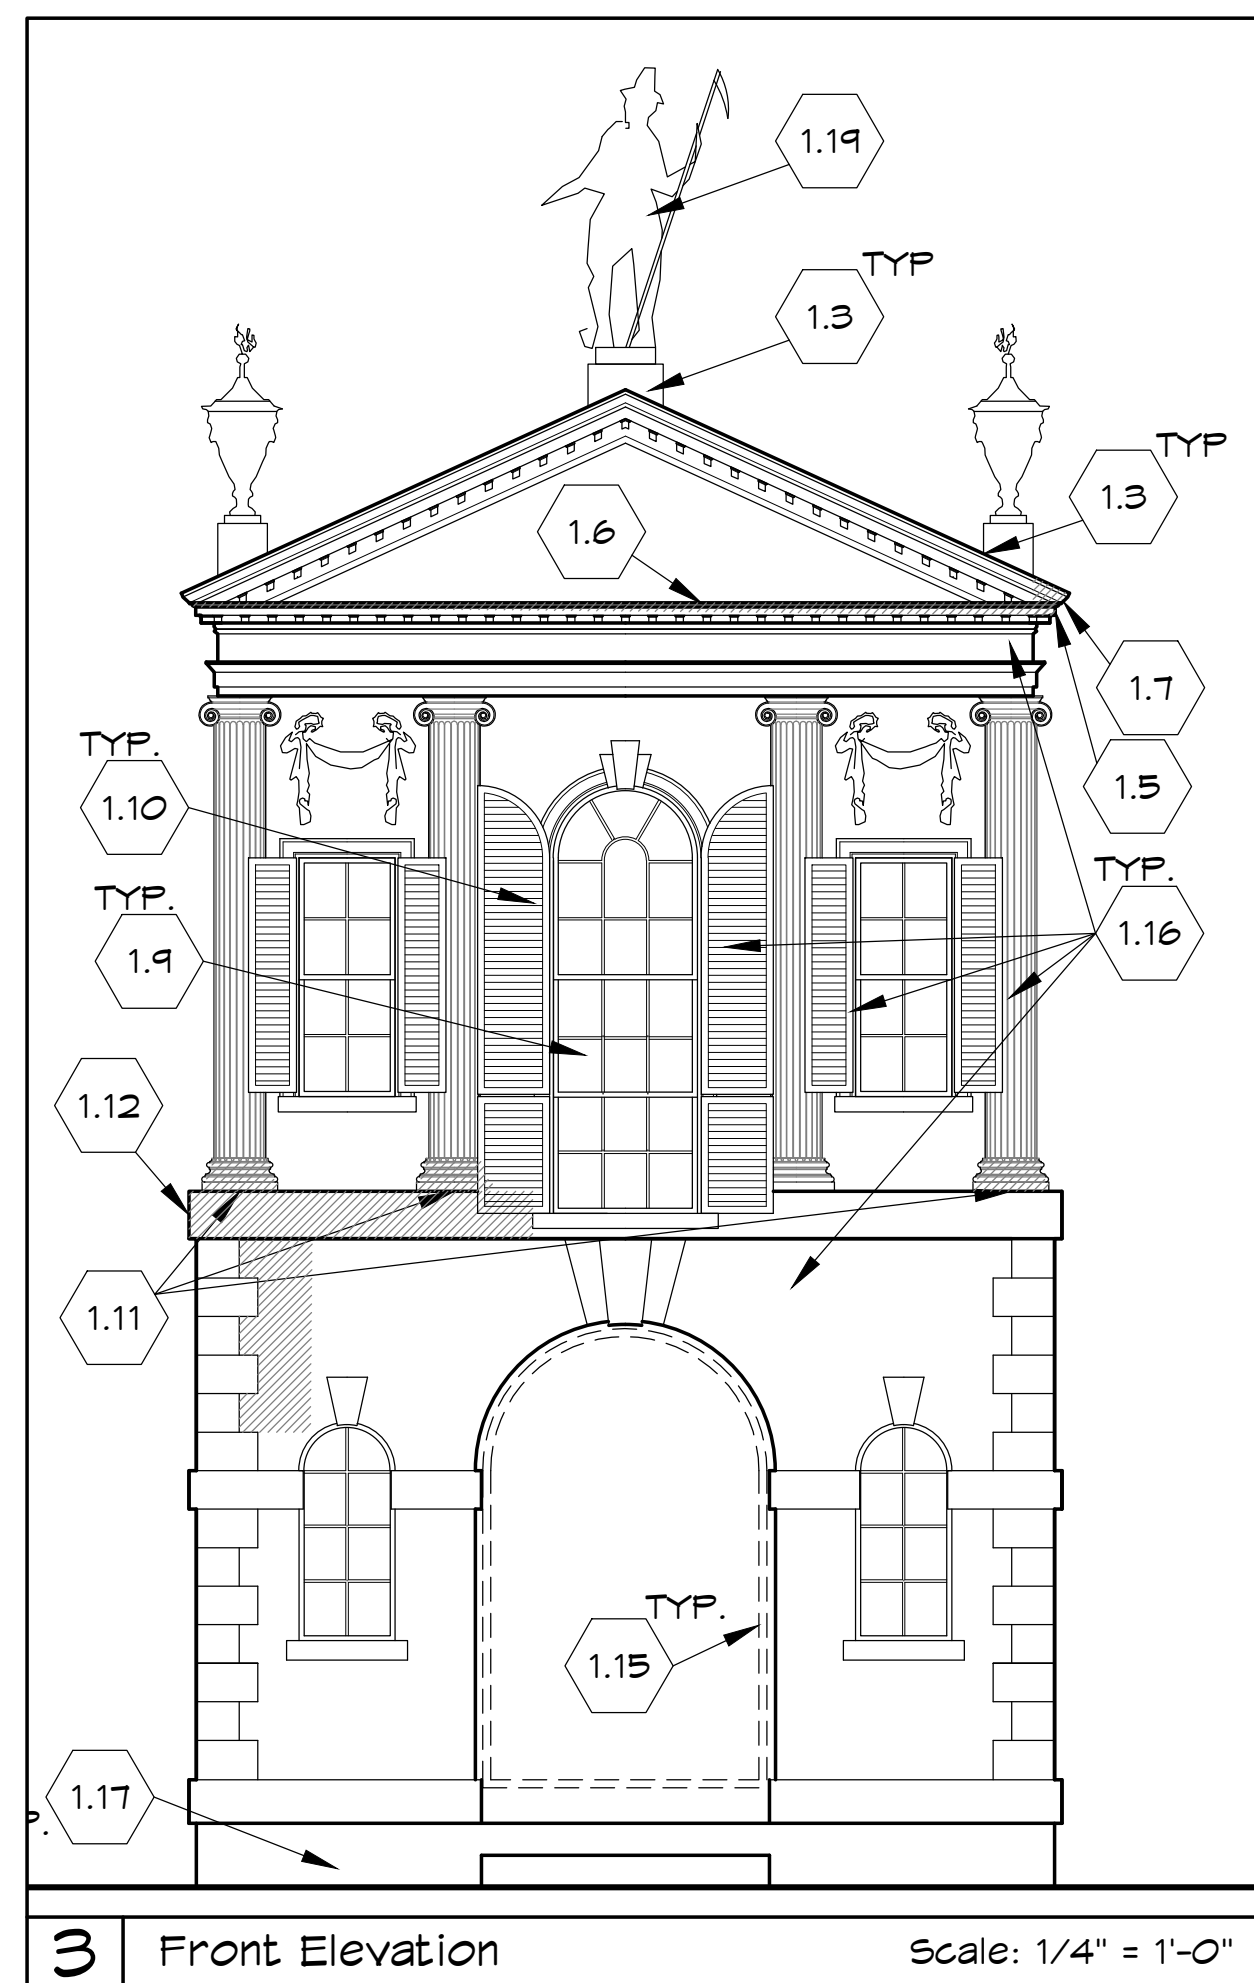 1.19
TYP
1.3
TYP
1.3
1.6
1.7
TYP.
1.10
1.5
TYP.
1.9
TYP.
1.16
1.12
1.11
TYP.
1.15
1.17
P.
3 Front Elevation Scale: 1/4" = 1'-0"